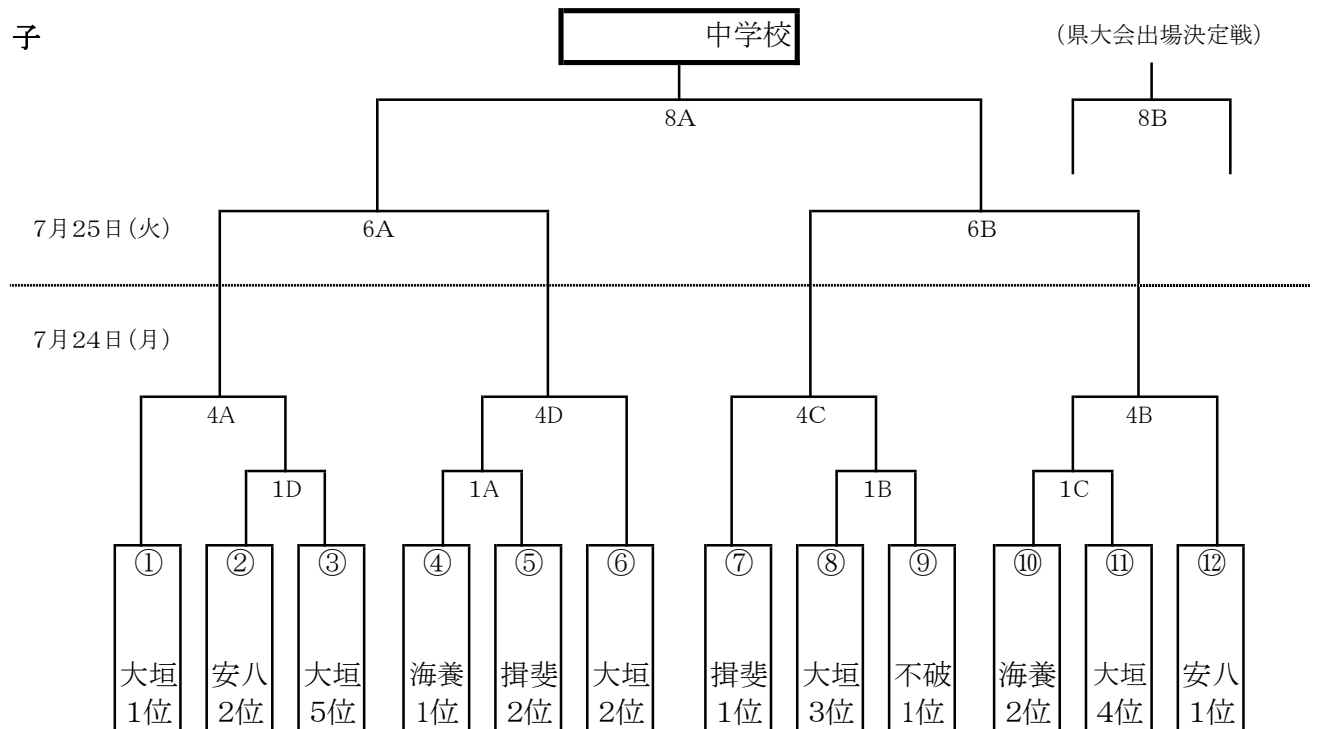 子
中学校
(県大会出場決定戦)
8A
8B
7月25日(火)
6A
6B
7月24日(月)
4A
4D
4C
4B
1D
1A
1B
1C
① ② ③ ④ ⑤ ⑥ ⑦ ⑧ ⑨ ⑩ ⑪ ⑫
大垣 安八 大垣 海養 揖斐 大垣 揖斐 大垣 不破 海養 大垣 安八
1位 2位 5位 1位 2位 2位 1位 3位 1位 2位 4位 1位